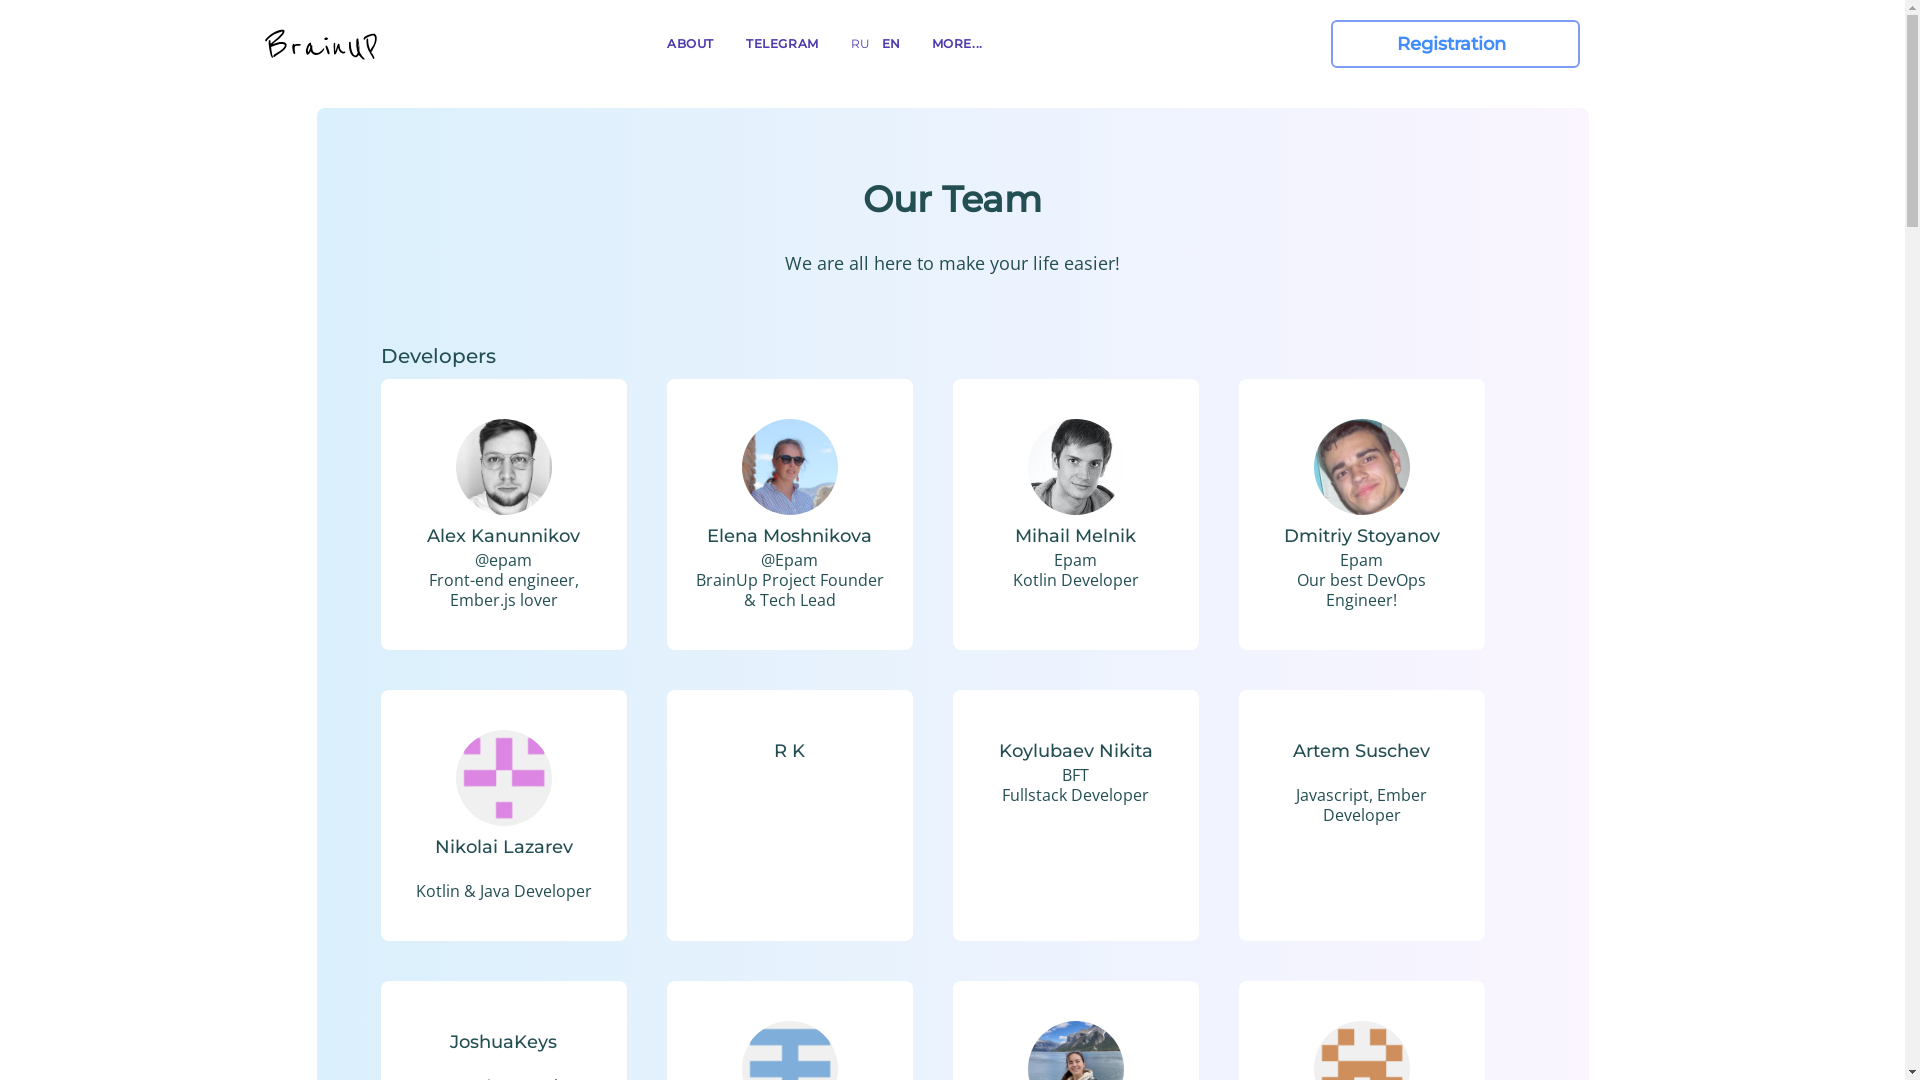 BrainUP
ABOUT
TELEGRAM
RU
EN
MORE...
Registration
Our Team
We are all here to make your life easier!
Developers
Alex Kanunnikov
@epam
Front-end engineer,
Ember.js lover
Elena Moshnikova
@Epam
BrainUp Project Founder
& Tech Lead
Mihail Melnik
Epam
Kotlin Developer
Dmitriy Stoyanov
Epam
Our best DevOps
Engineer!
Nikolai Lazarev
Kotlin & Java Developer
R K
Koylubaev Nikita
BFT
Fullstack Developer
Artem Suschev
Javascript, Ember
Developer
JoshuaKeys